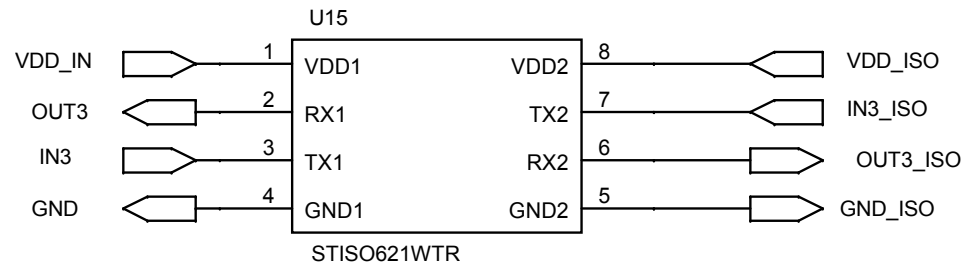 U15
VDD_IN 1 VDD1 VDD2 8 VDD_ISO
OUT3 2 RX1 TX2 7 IN3_ISO
IN3 3 TX1 RX2 6 OUT3_ISO
GND 4 GND1 GND2 5 GND_ISO
STISO621WTR